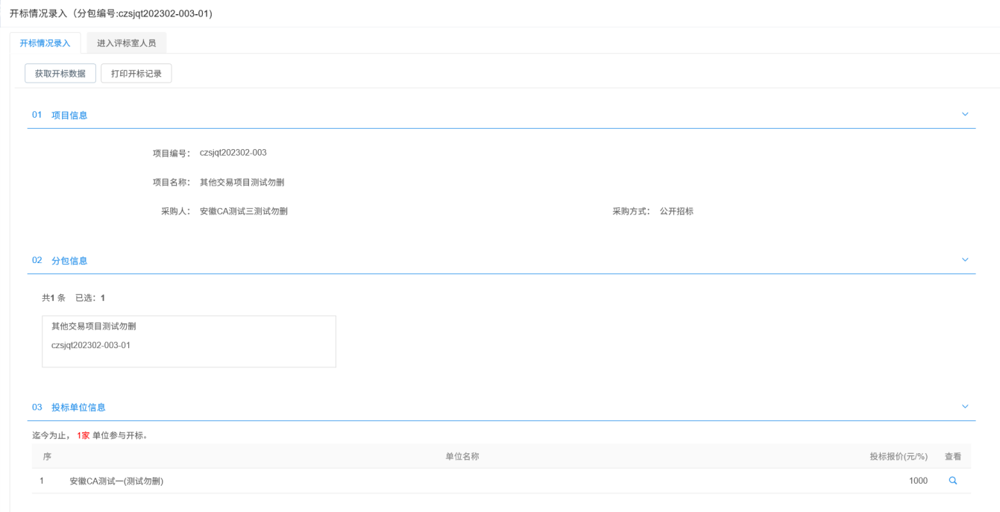 开标情况录入（分包编号:czsjqt202302-003-01)
开标情况录入 进入评标室人员
获取开标数据 打印开标记录
01 项目信息
项目编号： czsjqt202302-003
项目名称： 其他交易项目测试勿删
采购人： 安徽CA测试三测试勿删 采购方式： 公开招标
02 分包信息
共1 条 已选：1
其他交易项目测试勿删
czsjqt202302-003-01
03 投标单位信息
迄今为止， 1家 单位参与开标。
序 单位名称 投标报价(元/%) 查看
1 安徽CA测试一(测试勿删) 1000